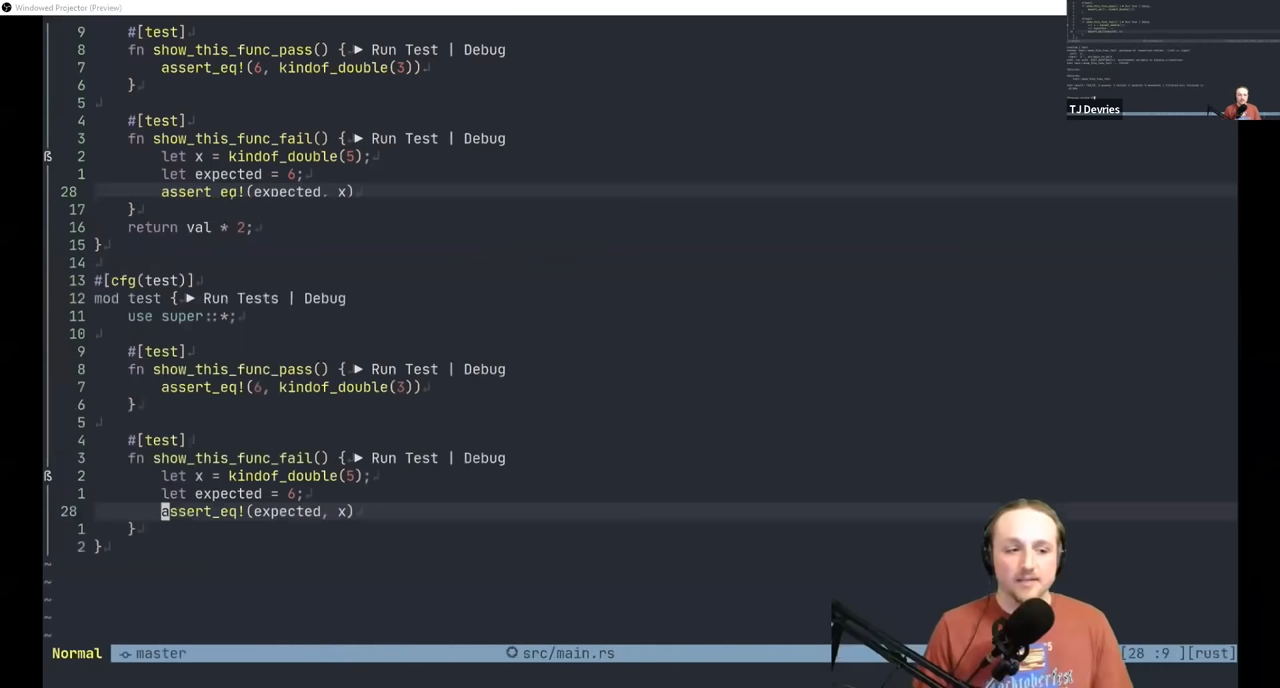 Windowed Projector (Preview)
9 #[test]
8 fn show_this_func_pass() { ▶ Run Test | Debug
7 assert_eq!(6, kindof_double(3))
6 }
5
4 #[test]
3 fn show_this_func_fail() { ▶ Run Test | Debug
2 let x = kindof_double(5);
1 let expected = 6;
28 assert_eq!(expected, x)
17 }
16 return val * 2;
15 }
14
13 #[cfg(test)]
12 mod test { ▶ Run Tests | Debug
11 use super::*;
10
9 #[test]
8 fn show_this_func_pass() { ▶ Run Test | Debug
7 assert_eq!(6, kindof_double(3))
6 }
5
4 #[test]
3 fn show_this_func_fail() { ▶ Run Test | Debug
ß 2 let x = kindof_double(5);
1 let expected = 6;
28 assert_eq!(expected, x)
1 }
2 }
~
~
~
~
~
Normal master src/main.rs [28 :9 ][rust]
TJ Devries